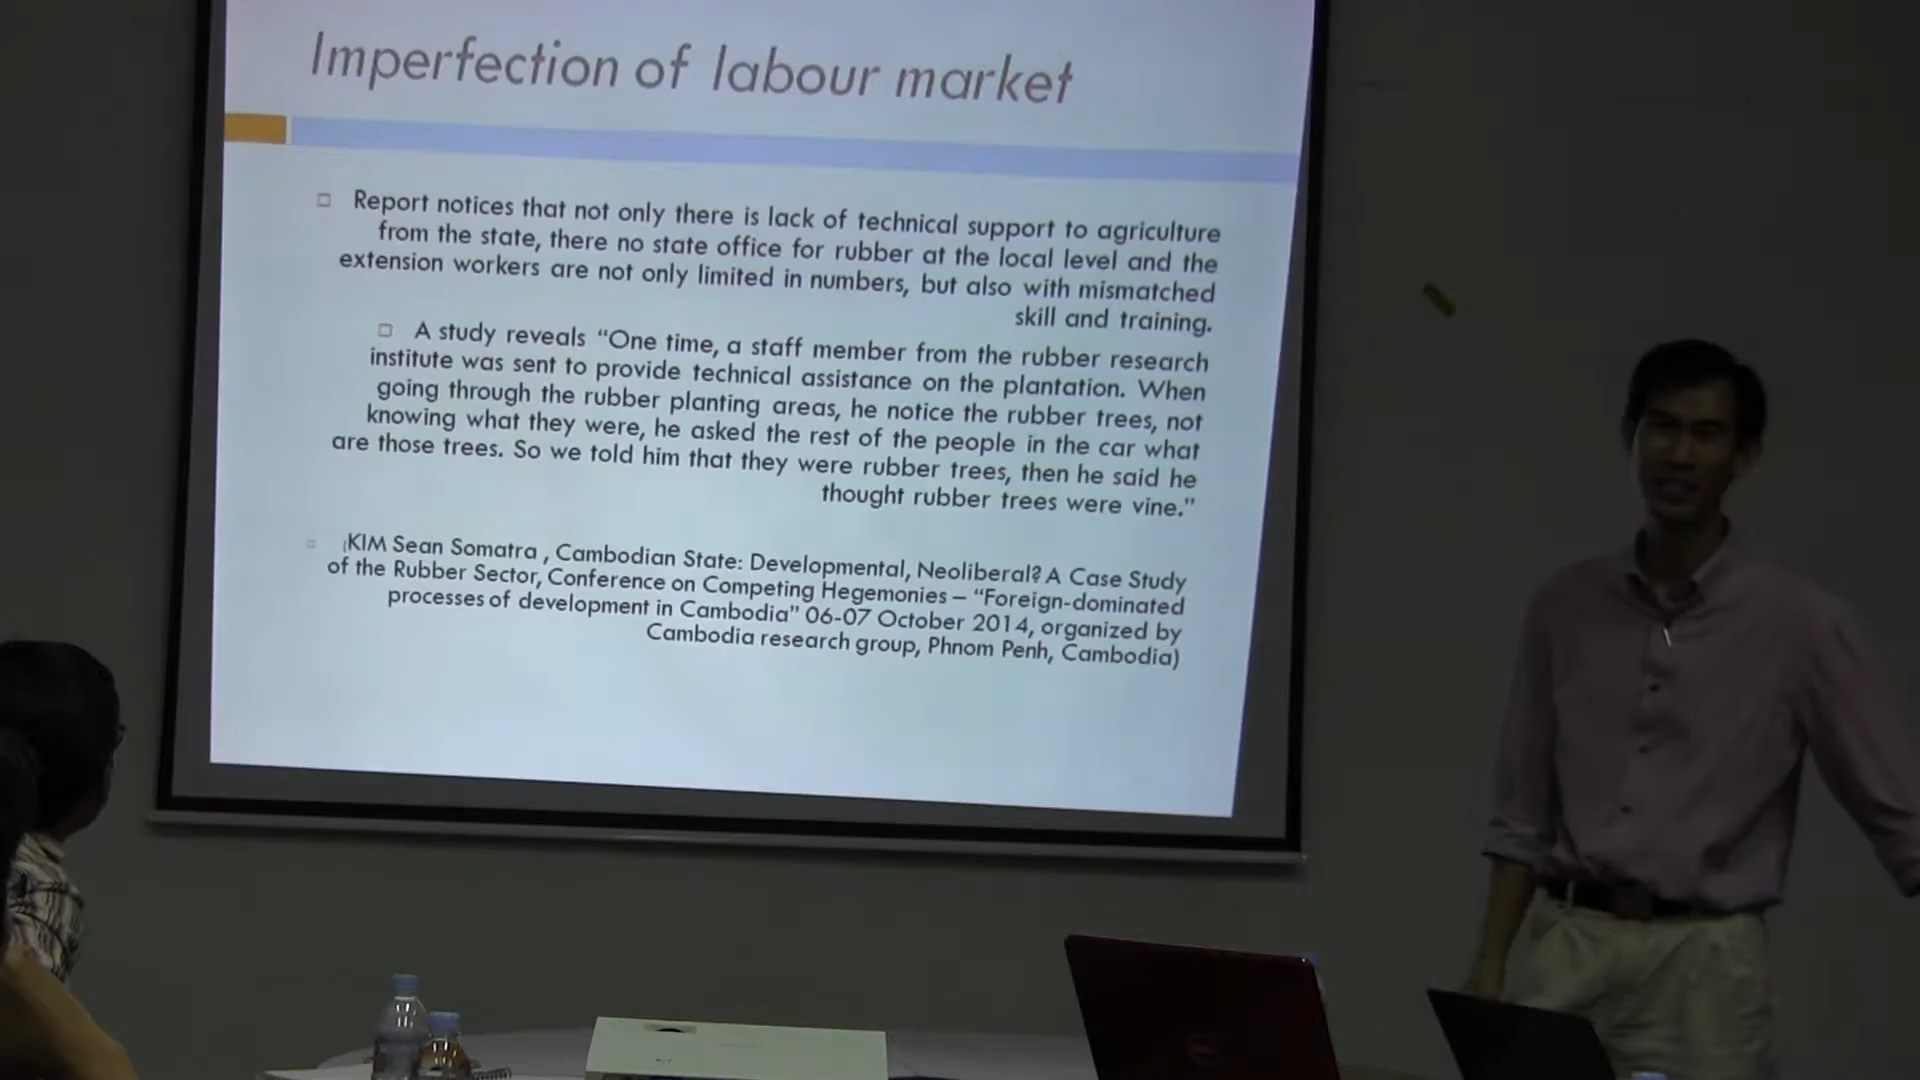 Imperfection of labour market
Report notices that not only there is lack of technical support to agriculture
from the state, there no state office for rubber at the local level and the
extension workers are not only limited in numbers, but also with mismatched
skill and training.
A study reveals “One time, a staff member from the rubber research
institute was sent to provide technical assistance on the plantation. When
going through the rubber planting areas, he notice the rubber trees, not
knowing what they were, he asked the rest of the people in the car what
are those trees. So we told him that they were rubber trees, then he said he
thought rubber trees were vine.”
(KIM Sean Somatra , Cambodian State: Developmental, Neoliberal? A Case Study
of the Rubber Sector, Conference on Competing Hegemonies – “Foreign-dominated
processes of development in Cambodia” 06-07 October 2014, organized by
Cambodia research group, Phnom Penh, Cambodia)